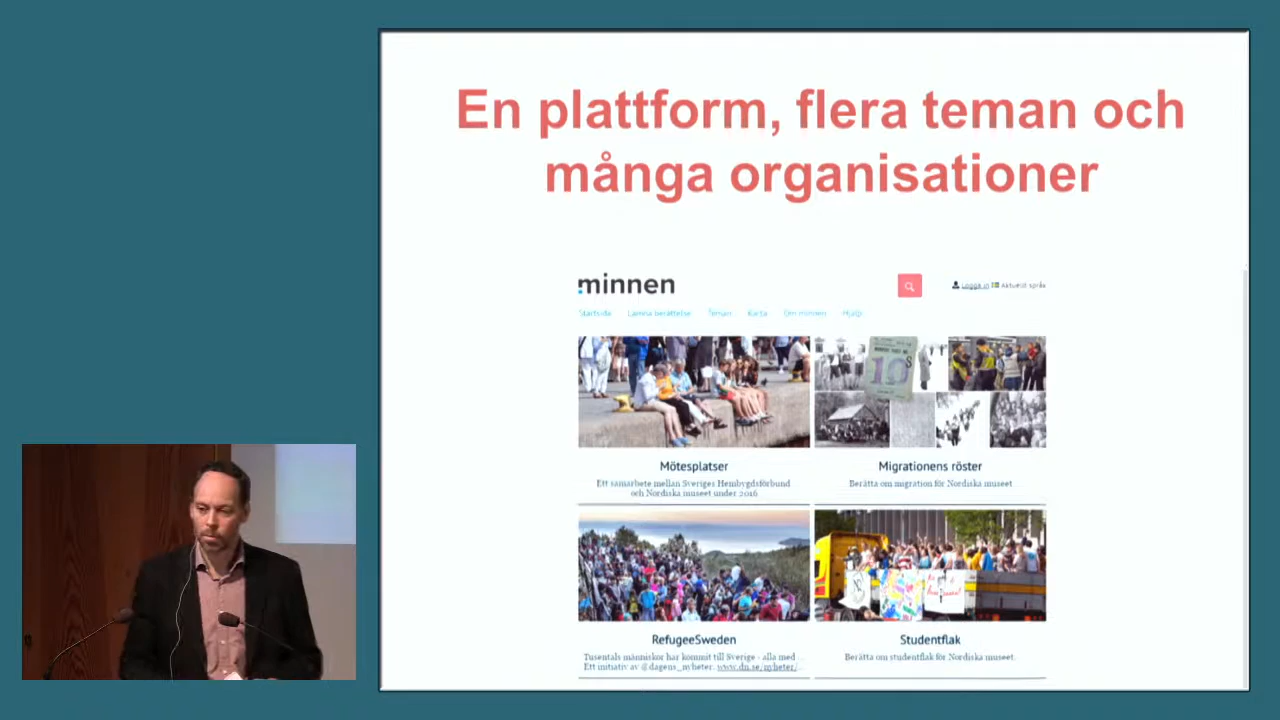 En plattform, flera teman och
många organisationer
minnen
Logga in Aktuellt språk
Startsida Lämna berättelse Teman Karta Om minnen Hjälp
Mötesplatser
Ett samarbete mellan Sveriges Hembygdsförbund
och Nordiska museet under 2016
Migrationens röster
Berätta om migration för Nordiska museet
10 S
RefugeeSweden
Tusentals människor har kommit till Sverige - alla med ...
Ett initiativ av @dagens_nyheter. www.dn.se/nyheter/...
Studentflak
Berätta om studentflak för Nordiska museet.